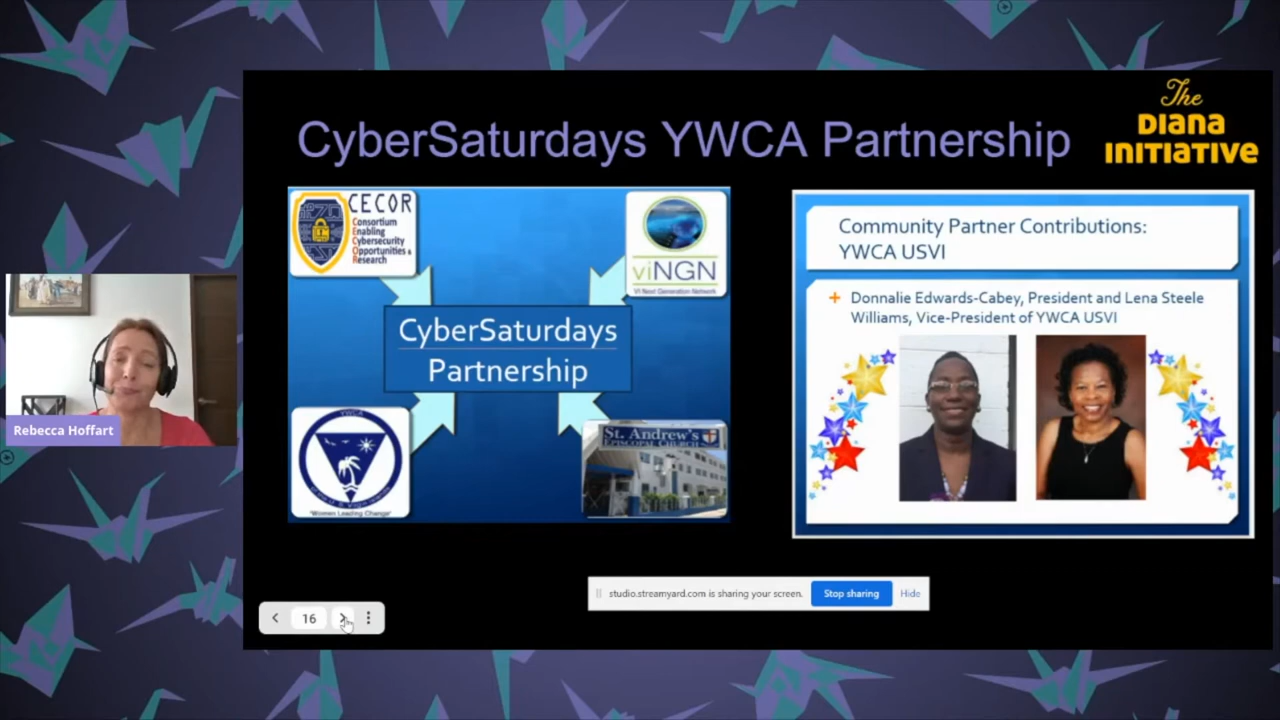 The
DIANA
INITIATIVE
CyberSaturdays YWCA Partnership
CECOR
Consortium
Enabling
Cybersecurity
Opportunities &
Research
viNGN
VI Next Generation Network
CyberSaturdays
Partnership
YWCA
"Women Leading Change"
St. Andrew's
EPISCOPAL CHURCH
Community Partner Contributions:
YWCA USVI
Donnalie Edwards-Cabey, President and Lena Steele
Williams, Vice-President of YWCA USVI
Rebecca Hoffart
studio.streamyard.com is sharing your screen.
Stop sharing
Hide
16